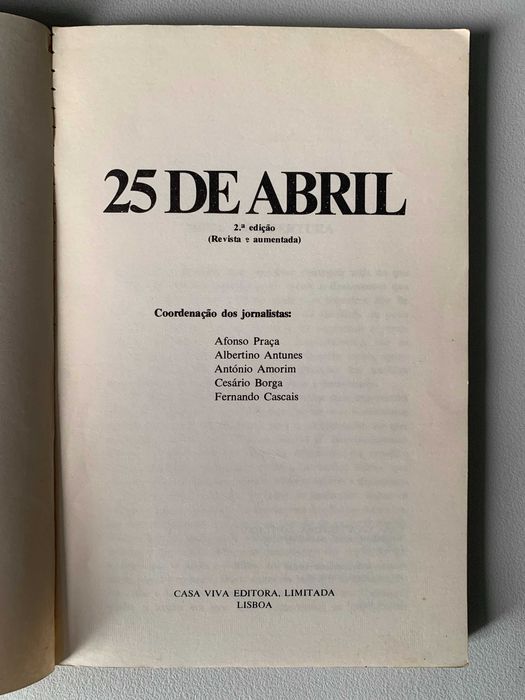 25 DE ABRIL
2.ª edição
(Revista e aumentada)
Coordenação dos jornalistas:
Afonso Praça
Albertino Antunes
António Amorim
Cesário Borga
Fernando Cascais
CASA VIVA EDITORA, LIMITADA
LISBOA